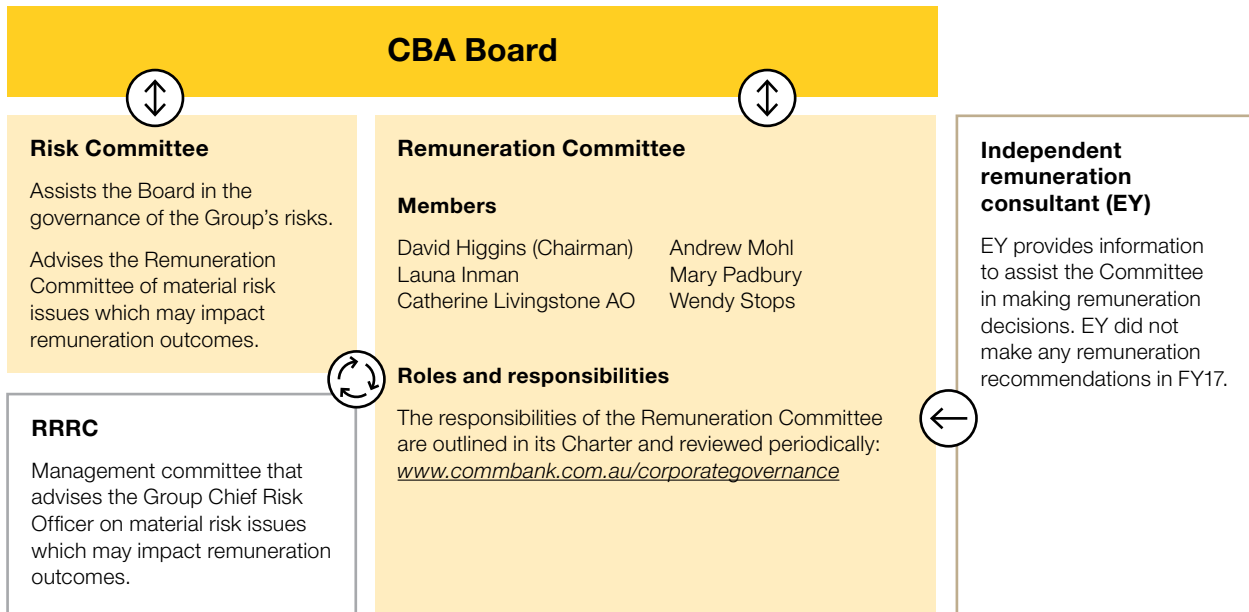 CBA Board
Risk Committee
Assists the Board in the
governance of the Group's risks.
Advises the Remuneration
Committee of material risk
issues which may impact
remuneration outcomes.
RRRC
Management committee that
advises the Group Chief Risk
Officer on material risk issues
which may impact remuneration
outcomes.
Remuneration Committee
Members
David Higgins (Chairman)
Launa Inman
Catherine Livingstone AO
Andrew Mohl
Mary Padbury
Wendy Stops
Roles and responsibilities
The responsibilities of the Remuneration Committee
are outlined in its Charter and reviewed periodically:
www.commbank.com.au/corporategovernance
Independent
remuneration
consultant (EY)
EY provides information
to assist the Committee
in making remuneration
decisions. EY did not
make any remuneration
recommendations in FY17.